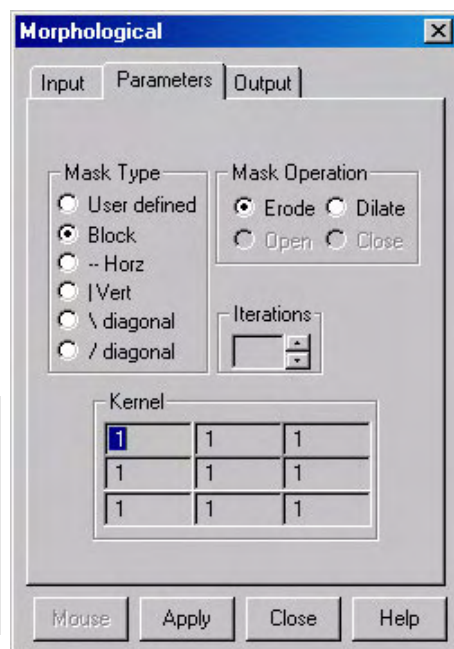 Morphological
Input Parameters Output
Mask Type
User defined
Block
-- Horz
| Vert
\ diagonal
/ diagonal
Mask Operation
Erode Dilate
Open Close
Iterations
Kernel
1 1 1
1 1 1
1 1 1
Mouse Apply Close Help